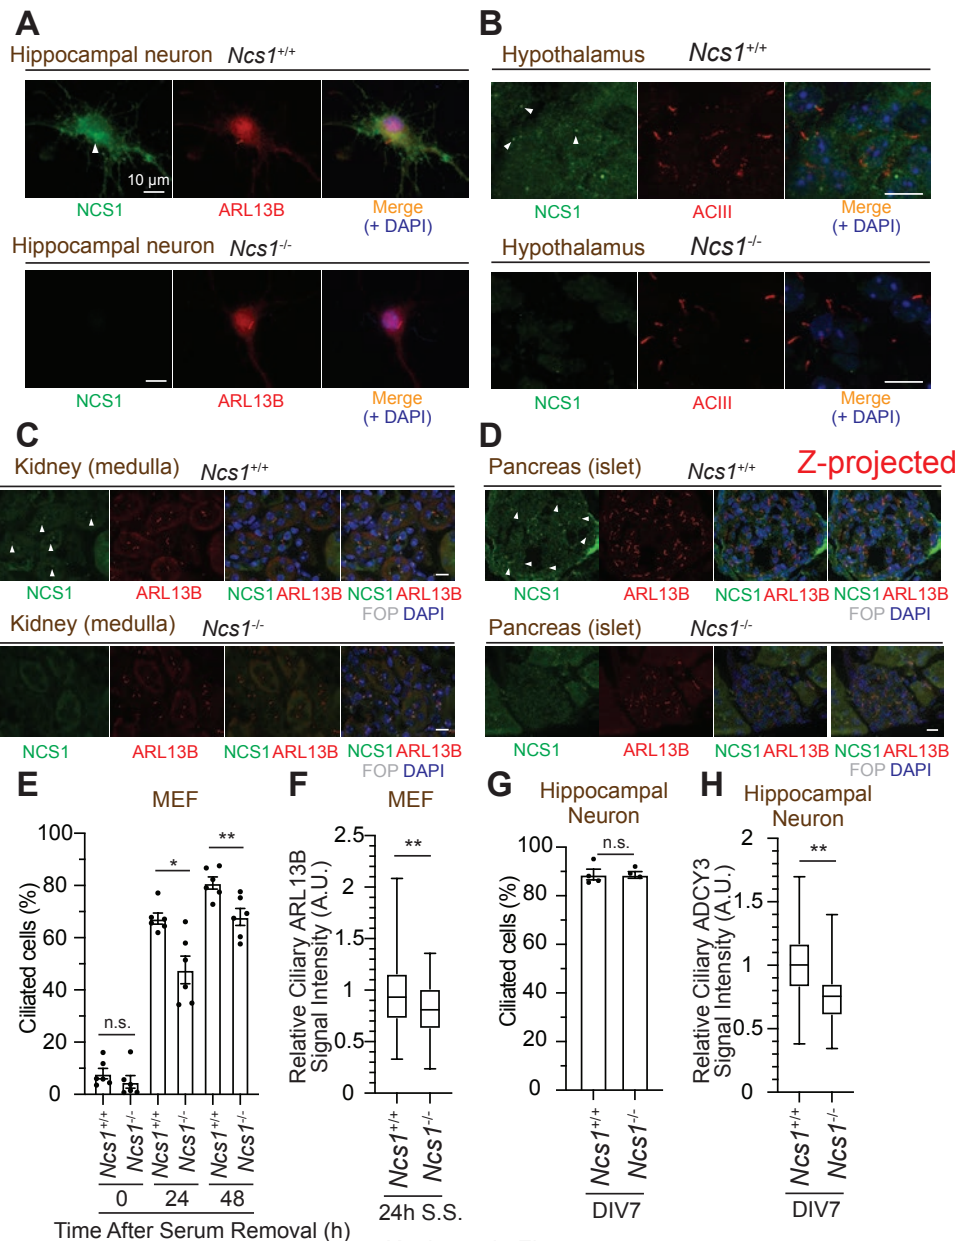 A
Hippocampal neuron Ncs1+/+
10 µm
NCS1 ARL13B Merge
(+ DAPI)
Hippocampal neuron Ncs1-/-
NCS1 ARL13B Merge
(+ DAPI)
B
Hypothalamus Ncs1+/+
NCS1 ACIII Merge
(+ DAPI)
Hypothalamus Ncs1-/-
NCS1 ACIII Merge
(+ DAPI)
C
Kidney (medulla) Ncs1+/+
NCS1 ARL13B NCS1 ARL13B NCS1 ARL13B
FOP DAPI
Kidney (medulla) Ncs1-/-
NCS1 ARL13B NCS1 ARL13B NCS1 ARL13B
FOP DAPI
D
Pancreas (islet) Ncs1+/+ Z-projected
NCS1 ARL13B NCS1 ARL13B NCS1 ARL13B
FOP DAPI
Pancreas (islet) Ncs1-/-
NCS1 ARL13B NCS1 ARL13B NCS1 ARL13B
FOP DAPI
E
MEF
Ciliated cells (%)
100
80
60
40
20
0
n.s.
*
**
Ncs1+/+ Ncs1-/- Ncs1+/+ Ncs1-/- Ncs1+/+ Ncs1-/-
0 24 48
Time After Serum Removal (h)
F
MEF
Relative Ciliary ARL13B
Signal Intensity (A.U.)
2.5
2
1.5
1
0.5
0
**
Ncs1+/+ Ncs1-/-
24h S.S.
G
Hippocampal
Neuron
Ciliated cells (%)
100
80
60
40
20
0
n.s.
Ncs1+/+ Ncs1-/-
DIV7
H
Hippocampal
Neuron
Relative Ciliary ADCY3
Signal Intensity (A.U.)
2
1.5
1
0.5
0
**
Ncs1+/+ Ncs1-/-
DIV7